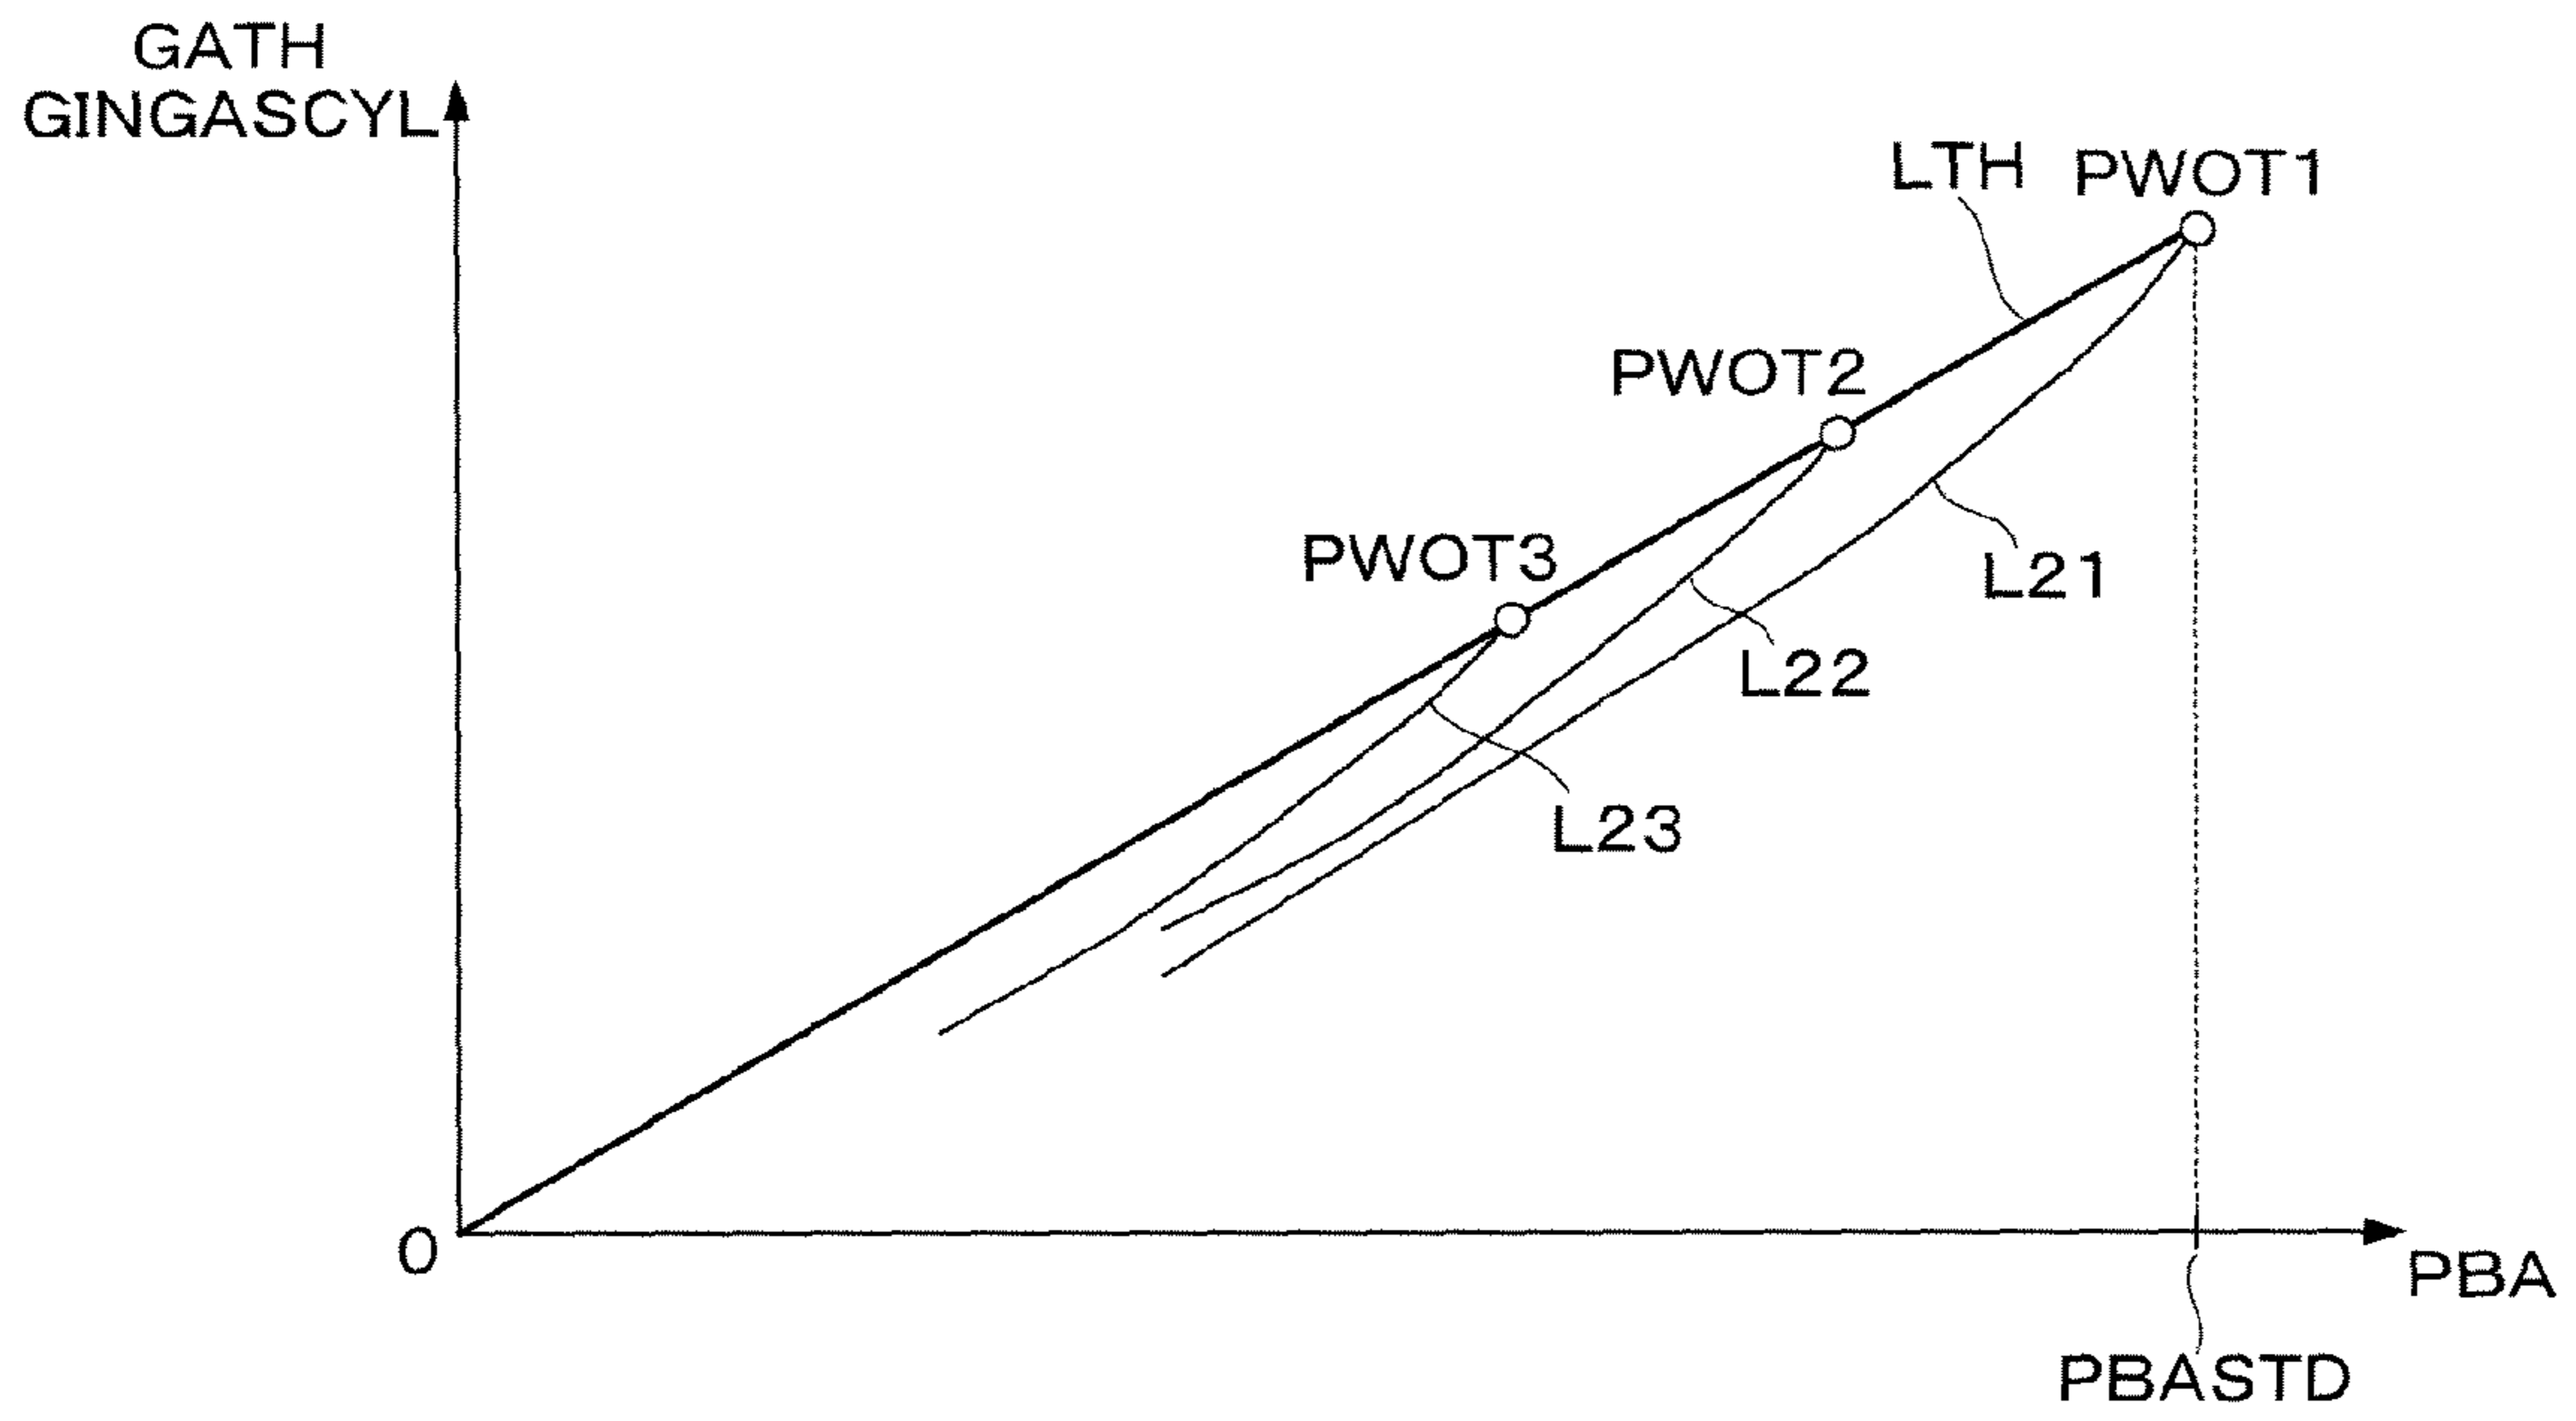 GATH
GINGASCYL
LTH
PWOT1
PWOT2
PWOT3
L21
L22
L23
0
PBA
PBASTD